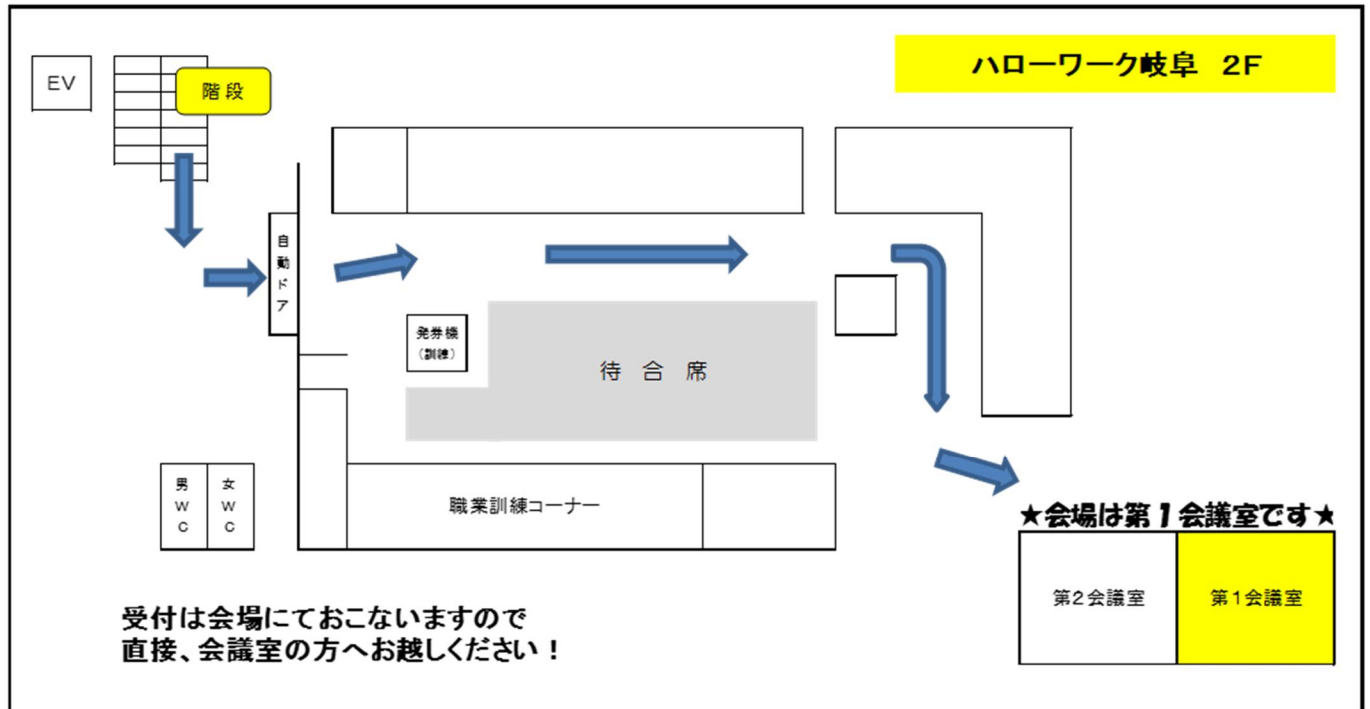 ハローワーク岐阜 2F
EV
階段
自動ドア
発券機
(訓練)
待合席
男WC
女WC
職業訓練コーナー
★会場は第1会議室です★
第2会議室
第1会議室
受付は会場にておこないますので
直接、会議室の方へお越しください！